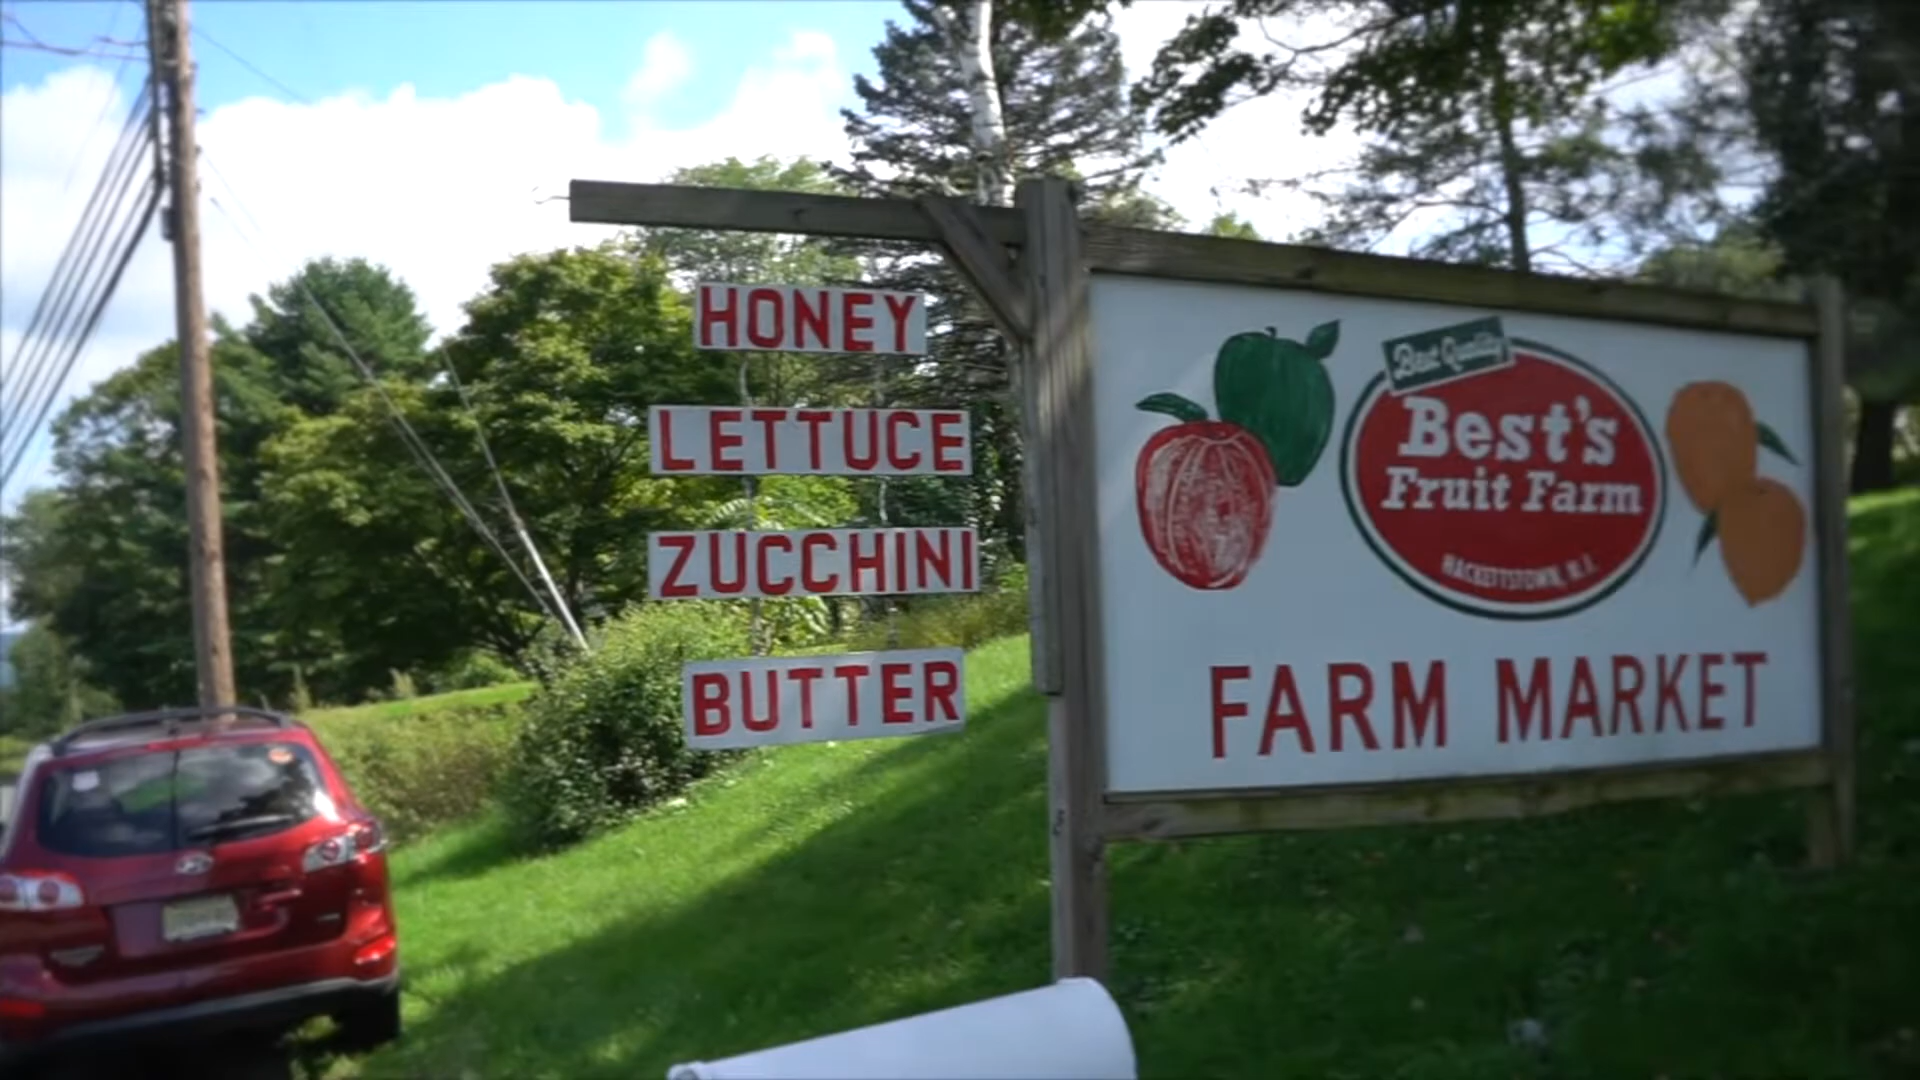 HONEY
LETTUCE
ZUCCHINI
BUTTER
Best Quality
Best's
Fruit Farm
HACKETTSTOWN, N.J.
FARM MARKET